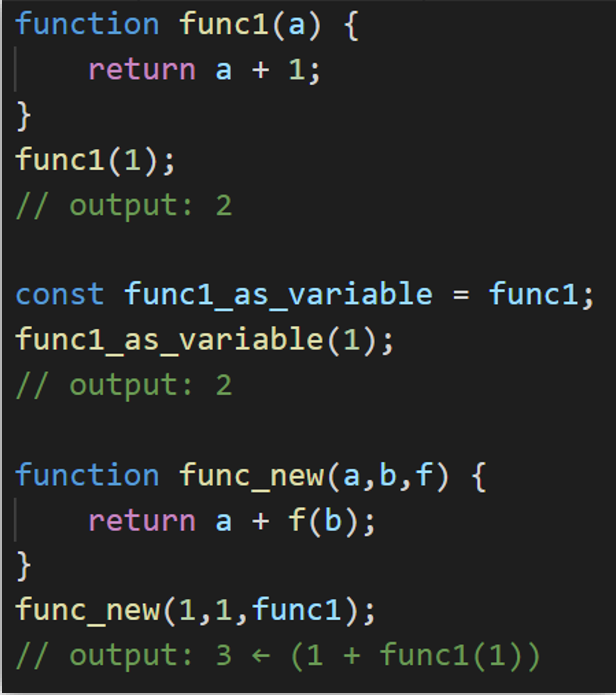 function func1(a) {
    return a + 1;
}
func1(1);
// output: 2

const func1_as_variable = func1;
func1_as_variable(1);
// output: 2

function func_new(a,b,f) {
    return a + f(b);
}
func_new(1,1,func1);
// output: 3 ← (1 + func1(1))